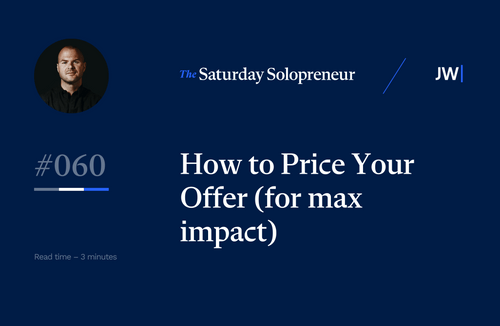 The Saturday Solopreneur
JW
#060
How to Price Your
Offer (for max
impact)
Read time – 3 minutes